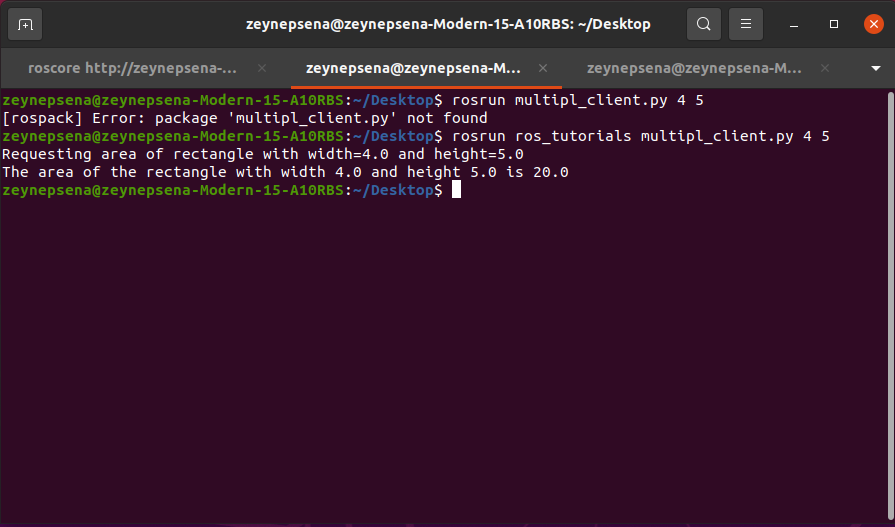 zeynepsena@zeynepsena-Modern-15-A10RBS: ~/Desktop
roscore http://zeynepsena-...
zeynepsena@zeynepsena-M...
zeynepsena@zeynepsena-M...
zeynepsena@zeynepsena-Modern-15-A10RBS:~/Desktop$ rosrun multipl_client.py 4 5
[rospack] Error: package 'multipl_client.py' not found
zeynepsena@zeynepsena-Modern-15-A10RBS:~/Desktop$ rosrun ros_tutorials multipl_client.py 4 5
Requesting area of rectangle with width=4.0 and height=5.0
The area of the rectangle with width 4.0 and height 5.0 is 20.0
zeynepsena@zeynepsena-Modern-15-A10RBS:~/Desktop$